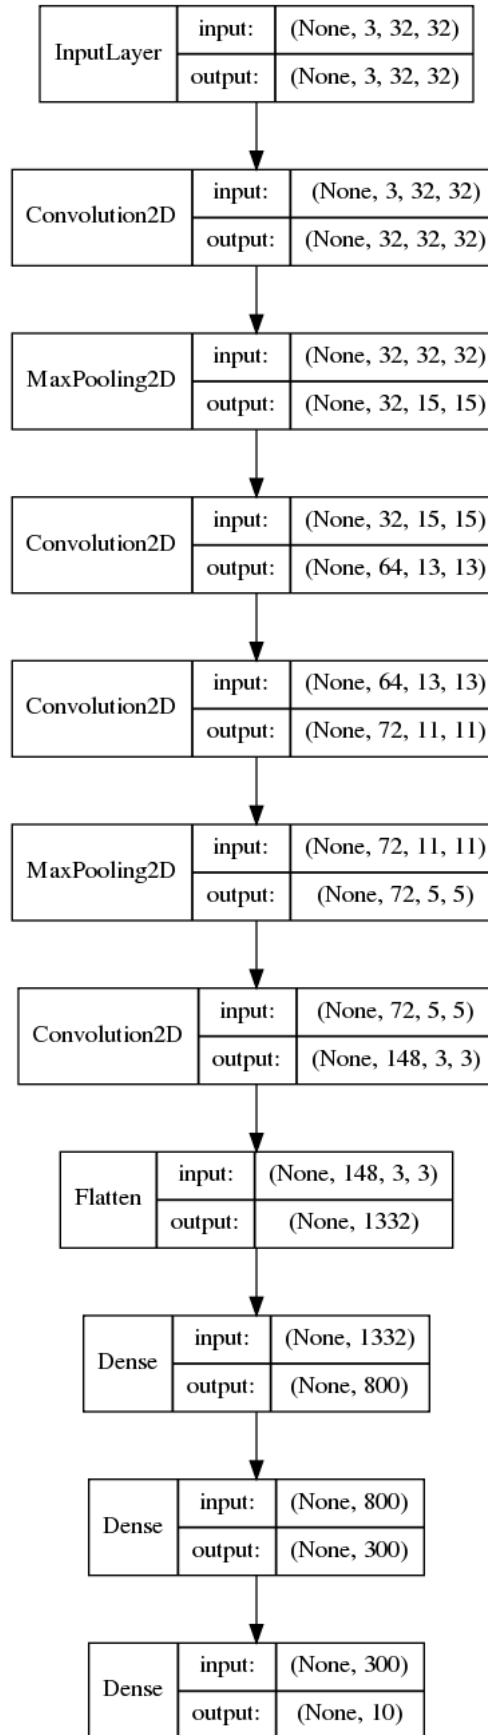 InputLayer
input: (None, 3, 32, 32)
output: (None, 3, 32, 32)
Convolution2D
input: (None, 3, 32, 32)
output: (None, 32, 32, 32)
MaxPooling2D
input: (None, 32, 32, 32)
output: (None, 32, 15, 15)
Convolution2D
input: (None, 32, 15, 15)
output: (None, 64, 13, 13)
Convolution2D
input: (None, 64, 13, 13)
output: (None, 72, 11, 11)
MaxPooling2D
input: (None, 72, 11, 11)
output: (None, 72, 5, 5)
Convolution2D
input: (None, 72, 5, 5)
output: (None, 148, 3, 3)
Flatten
input: (None, 148, 3, 3)
output: (None, 1332)
Dense
input: (None, 1332)
output: (None, 800)
Dense
input: (None, 800)
output: (None, 300)
Dense
input: (None, 300)
output: (None, 10)